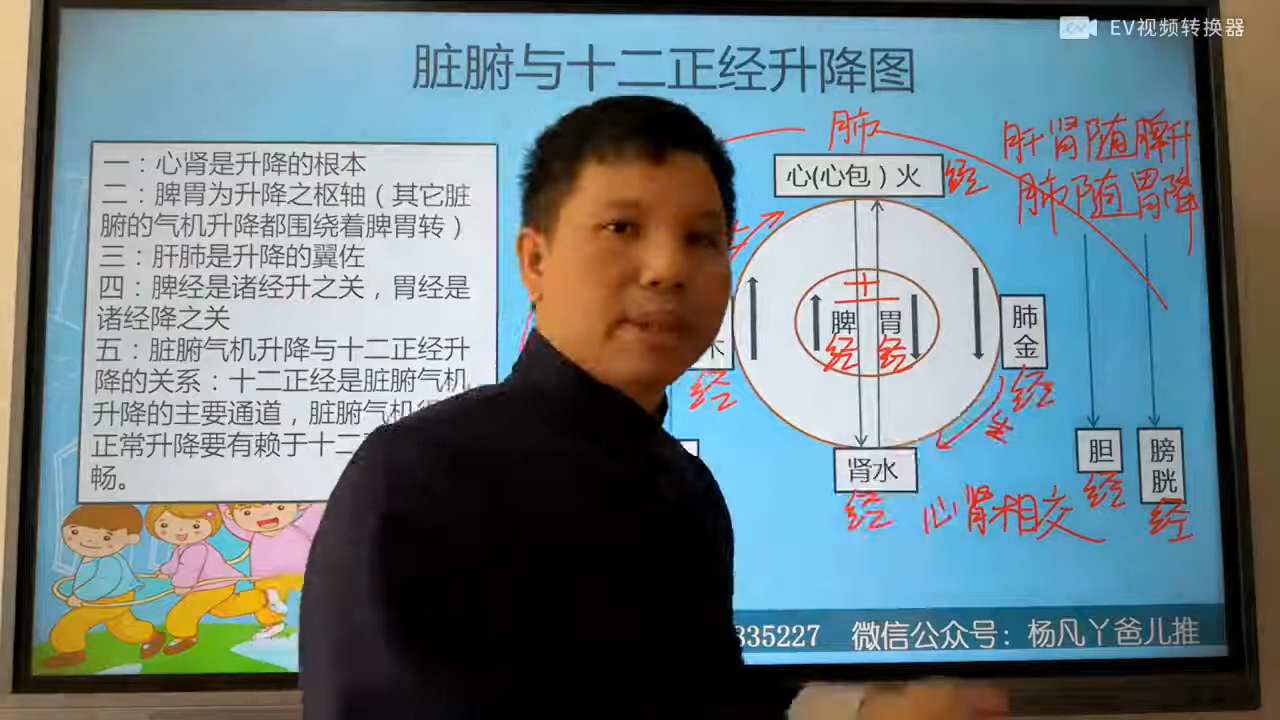 EV视频转换器
脏腑与十二正经升降图
一：心肾是升降的根本
二：脾胃为升降之枢轴（其它脏
腑的气机升降都围绕着脾胃转）
三：肝肺是升降的翼佐
四：脾经是诸经升之关，胃经是
诸经降之关
五：脏腑气机升降与十二正经升
降的关系：十二正经是脏腑气机
升降的主要通道，脏腑气机
正常升降要有赖于十二
畅。
肺
心(心包）火
经
肝肾随脾升
肺随胃降
土
脾
胃
经
经
木
经
肺
金
经
肾水
经
心肾相交
胆
经
膀
胱
经
335227
微信公众号：杨凡丫爸儿推